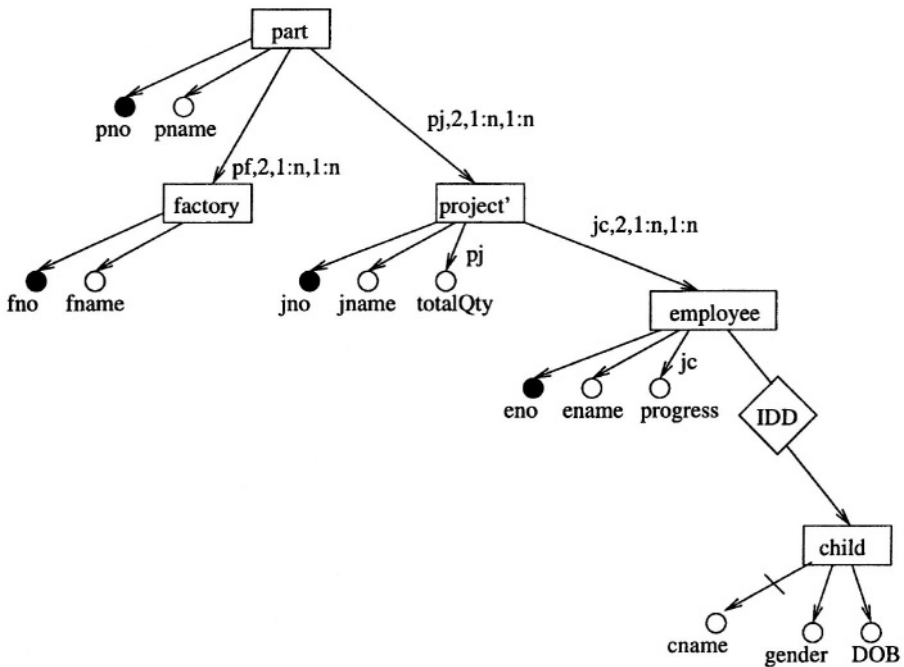 part
pno
pname
pf,2,1:n,1:n
pj,2,1:n,1:n
factory
project'
fno
fname
jno
jname
pj
totalQty
jc,2,1:n,1:n
employee
eno
ename
jc
progress
IDD
child
cname
gender
DOB